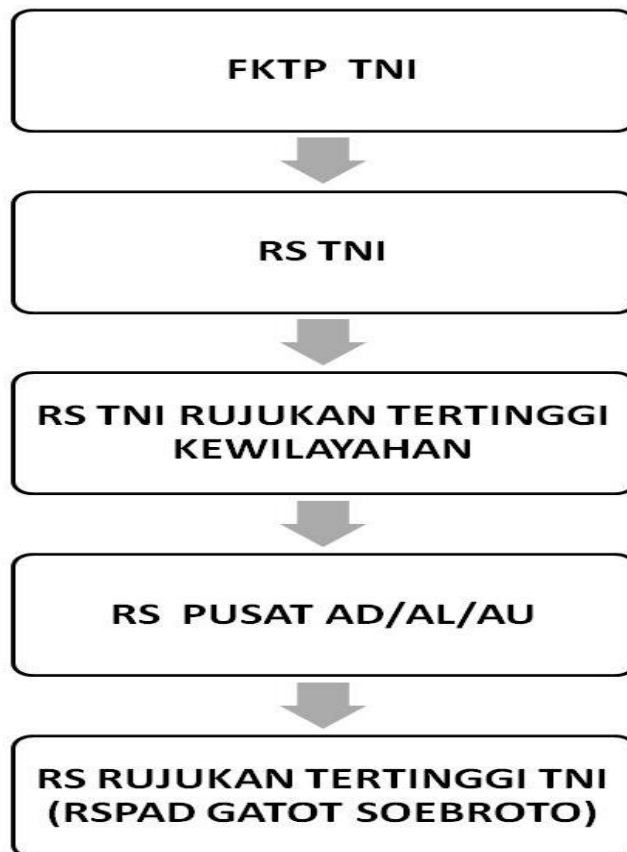 FKTP TNI
RS TNI
RS TNI RUJUKAN TERTINGGI
KEWILAYAHAN
RS PUSAT AD/AL/AU
RS RUJUKAN TERTINGGI TNI
(RSPAD GATOT SOEBROTO)